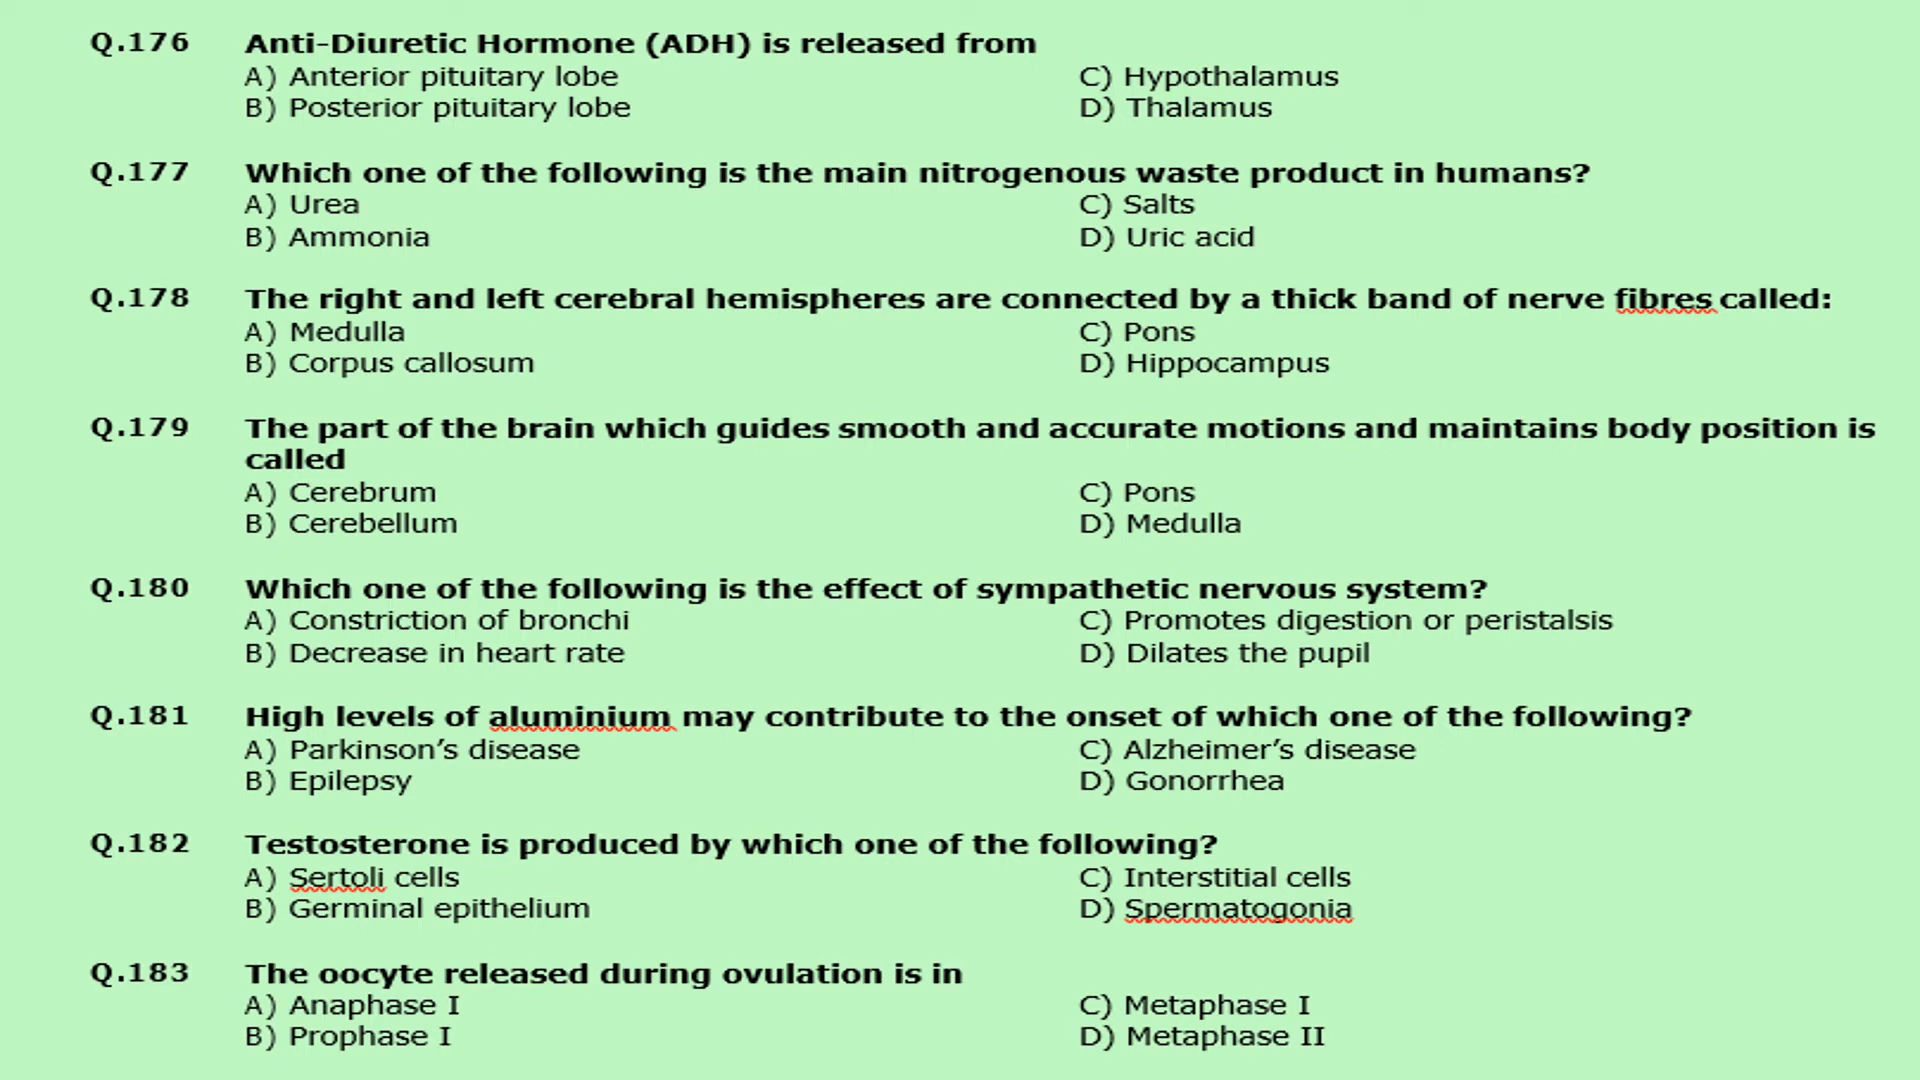 Q.176 Anti-Diuretic Hormone (ADH) is released from
A) Anterior pituitary lobe C) Hypothalamus
B) Posterior pituitary lobe D) Thalamus
Q.177 Which one of the following is the main nitrogenous waste product in humans?
A) Urea C) Salts
B) Ammonia D) Uric acid
Q.178 The right and left cerebral hemispheres are connected by a thick band of nerve fibres called:
A) Medulla C) Pons
B) Corpus callosum D) Hippocampus
Q.179 The part of the brain which guides smooth and accurate motions and maintains body position is
called
A) Cerebrum C) Pons
B) Cerebellum D) Medulla
Q.180 Which one of the following is the effect of sympathetic nervous system?
A) Constriction of bronchi C) Promotes digestion or peristalsis
B) Decrease in heart rate D) Dilates the pupil
Q.181 High levels of aluminium may contribute to the onset of which one of the following?
A) Parkinson’s disease C) Alzheimer’s disease
B) Epilepsy D) Gonorrhea
Q.182 Testosterone is produced by which one of the following?
A) Sertoli cells C) Interstitial cells
B) Germinal epithelium D) Spermatogonia
Q.183 The oocyte released during ovulation is in
A) Anaphase I C) Metaphase I
B) Prophase I D) Metaphase II